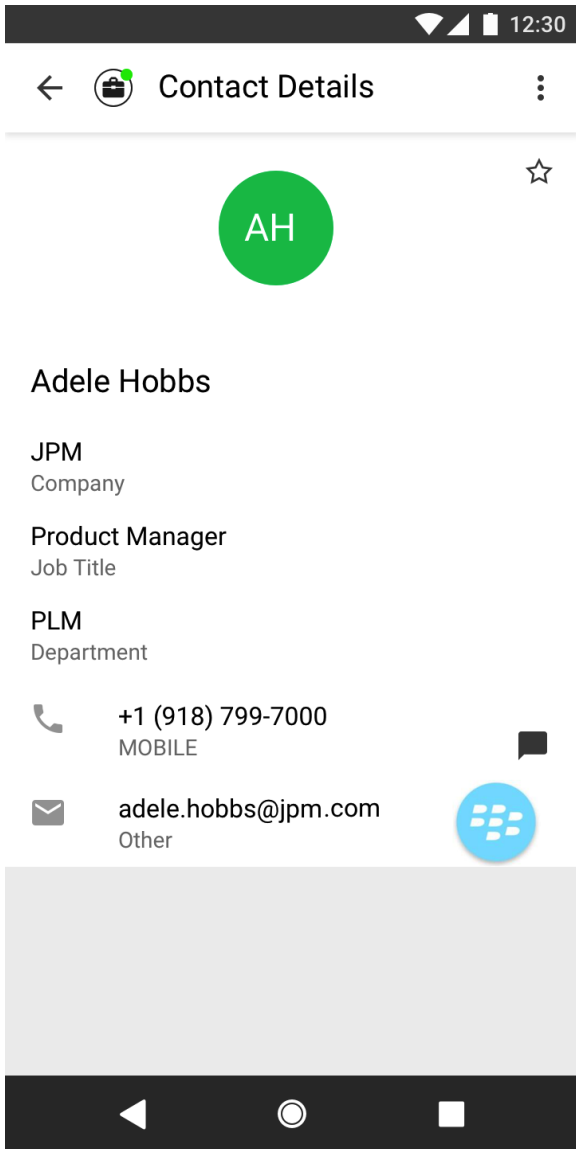 12:30
Contact Details
AH
Adele Hobbs
JPM
Company
Product Manager
Job Title
PLM
Department
+1 (918) 799-7000
MOBILE
adele.hobbs@jpm.com
Other